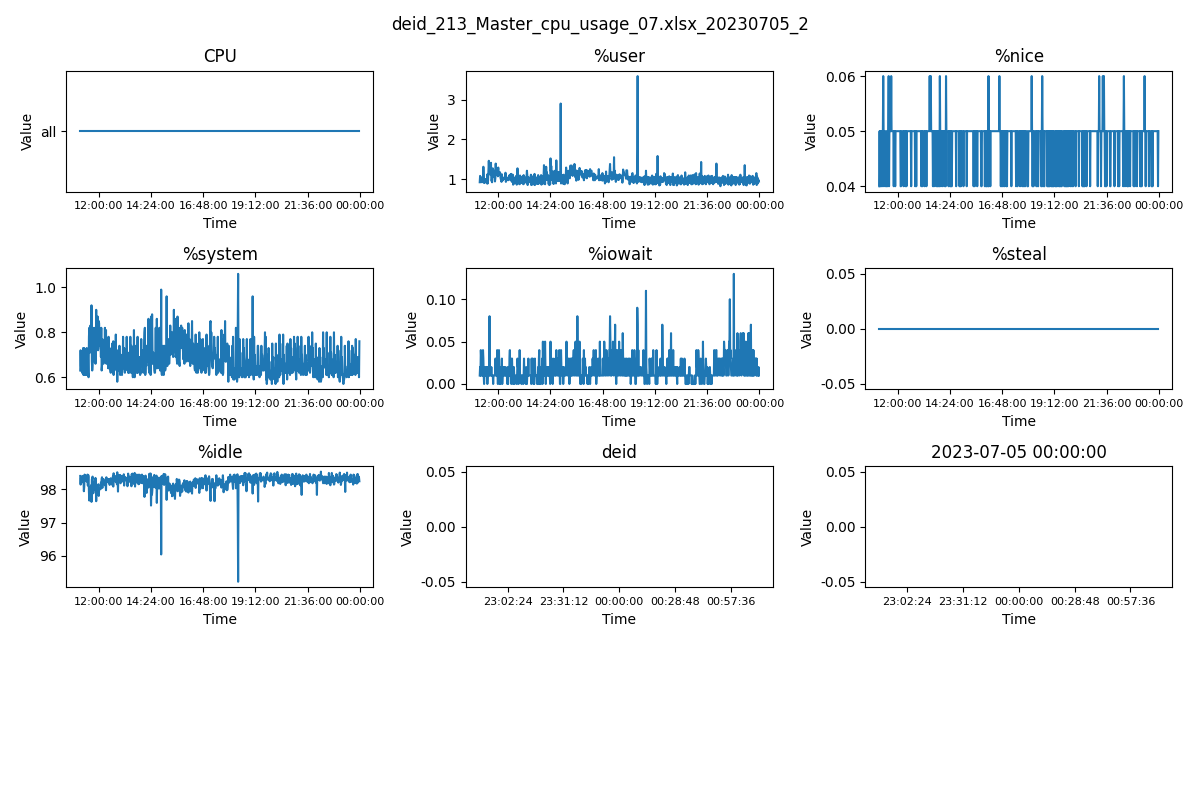 deid_213_Master_cpu_usage_07.xlsx_20230705_2
CPU
Value
all
12:00:00 14:24:00 16:48:00 19:12:00 21:36:00 00:00:00
Time
%user
Value
3
2
1
12:00:00 14:24:00 16:48:00 19:12:00 21:36:00 00:00:00
Time
%nice
Value
0.06
0.05
0.04
12:00:00 14:24:00 16:48:00 19:12:00 21:36:00 00:00:00
Time
%system
Value
1.0
0.8
0.6
12:00:00 14:24:00 16:48:00 19:12:00 21:36:00 00:00:00
Time
%iowait
Value
0.10
0.05
0.00
12:00:00 14:24:00 16:48:00 19:12:00 21:36:00 00:00:00
Time
%steal
Value
0.05
0.00
-0.05
12:00:00 14:24:00 16:48:00 19:12:00 21:36:00 00:00:00
Time
%idle
Value
98
97
96
12:00:00 14:24:00 16:48:00 19:12:00 21:36:00 00:00:00
Time
deid
Value
0.05
0.00
-0.05
23:02:24 23:31:12 00:00:00 00:28:48 00:57:36
Time
2023-07-05 00:00:00
Value
0.05
0.00
-0.05
23:02:24 23:31:12 00:00:00 00:28:48 00:57:36
Time